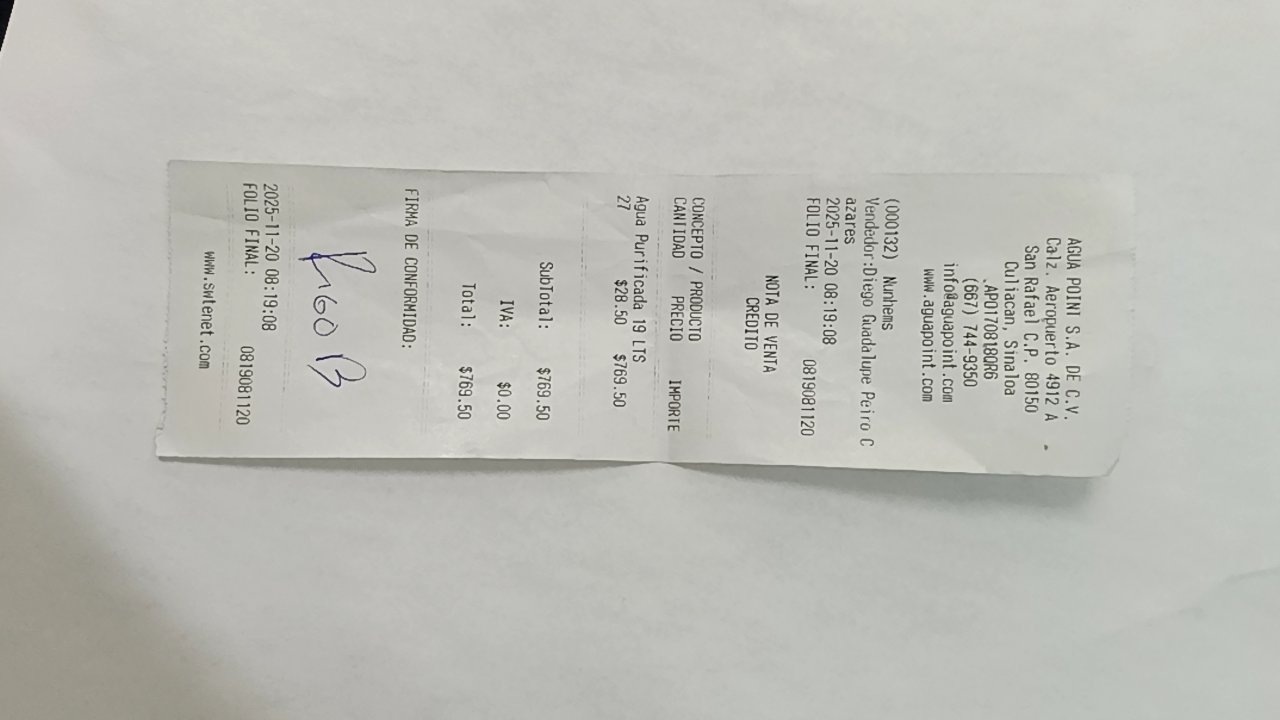 AGUA POINT S.A. DE C.V.
Calz. Aeropuerto 4912 A
San Rafael C.P. 80150
Culiacan, Sinaloa
.APO170818QR6
(667) 744-9350
info@aguapoint.com
www.aguapoint.com
(000132) Nunhems
Vendedor:Diego Guadalupe Peiro C
azares
2025-11-20 08:19:08
FOLIO FINAL: 0819081120
NOTA DE VENTA
CREDITO
CONCEPTO / PRODUCTO
CANTIDAD PRECIO IMPORTE
Agua Purificada 19 LTS
27 $28.50 $769.50
SubTotal: $769.50
IVA: $0.00
Total: $769.50
FIRMA DE CONFORMIDAD:
RIGO B
2025-11-20 08:19:08
FOLIO FINAL: 0819081120
www.swtenet.com